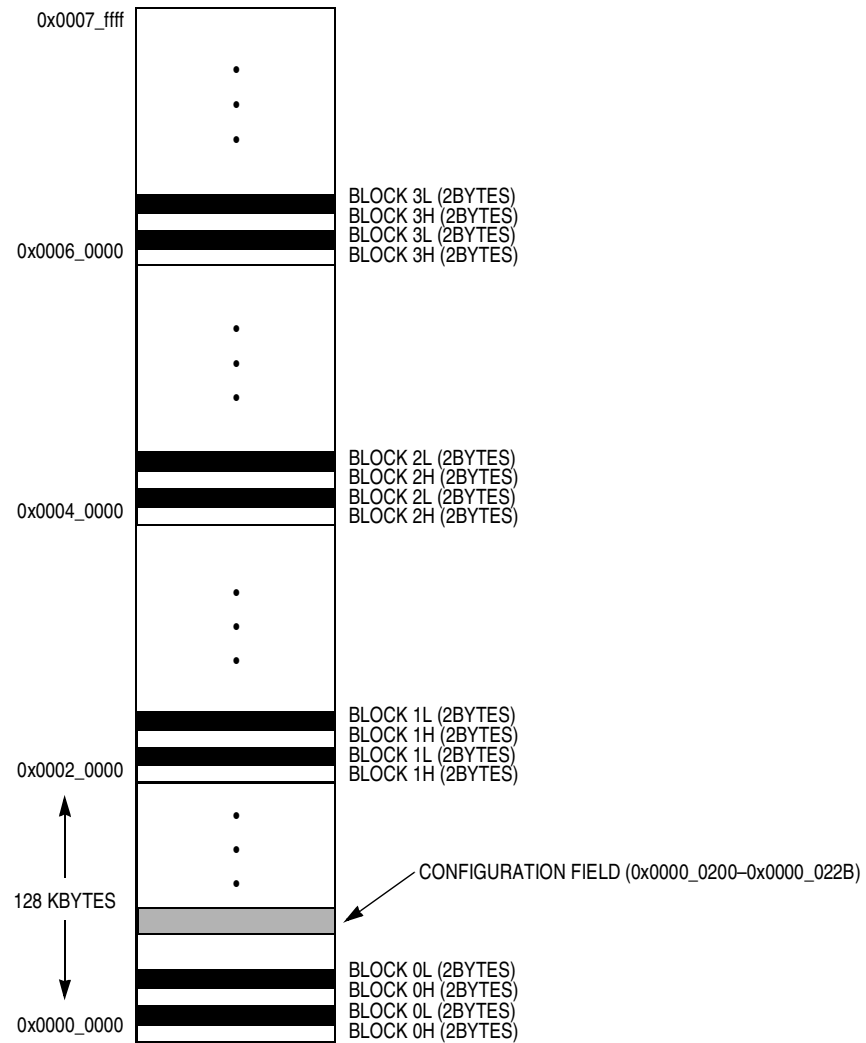 0x0007_ffff
BLOCK 3L (2BYTES)
BLOCK 3H (2BYTES)
BLOCK 3L (2BYTES)
0x0006_0000
BLOCK 3H (2BYTES)
BLOCK 2L (2BYTES)
BLOCK 2H (2BYTES)
BLOCK 2L (2BYTES)
0x0004_0000
BLOCK 2H (2BYTES)
BLOCK 1L (2BYTES)
BLOCK 1H (2BYTES)
BLOCK 1L (2BYTES)
0x0002_0000
BLOCK 1H (2BYTES)
CONFIGURATION FIELD (0x0000_0200–0x0000_022B)
128 KBYTES
BLOCK 0L (2BYTES)
BLOCK 0H (2BYTES)
BLOCK 0L (2BYTES)
0x0000_0000
BLOCK 0H (2BYTES)